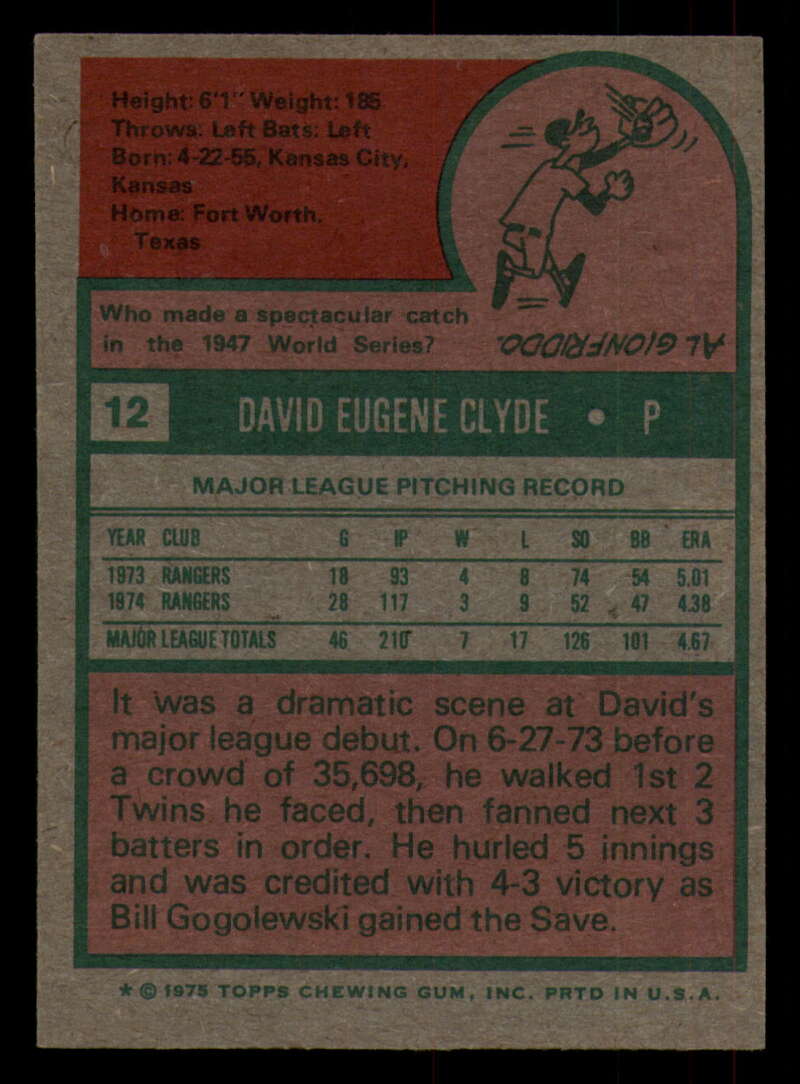 Height: 6'1" Weight: 185
Throws: Left Bats: Left
Born: 4-22-55, Kansas City,
Kansas
Home: Fort Worth,
Texas
Who made a spectacular catch
in the 1947 World Series?
AL GIONFRIDDO.
12 DAVID EUGENE CLYDE • P
MAJOR LEAGUE PITCHING RECORD
YEAR CLUB G IP W L SO BB ERA
1973 RANGERS 18 93 4 8 74 54 5.01
1974 RANGERS 28 117 3 9 52 47 4.38
MAJOR LEAGUE TOTALS 46 210 7 17 126 101 4.67
It was a dramatic scene at David's
major league debut. On 6-27-73 before
a crowd of 35,698, he walked 1st 2
Twins he faced, then fanned next 3
batters in order. He hurled 5 innings
and was credited with 4-3 victory as
Bill Gogolewski gained the Save.
* © 1975 TOPPS CHEWING GUM, INC. PRTD IN U.S.A.